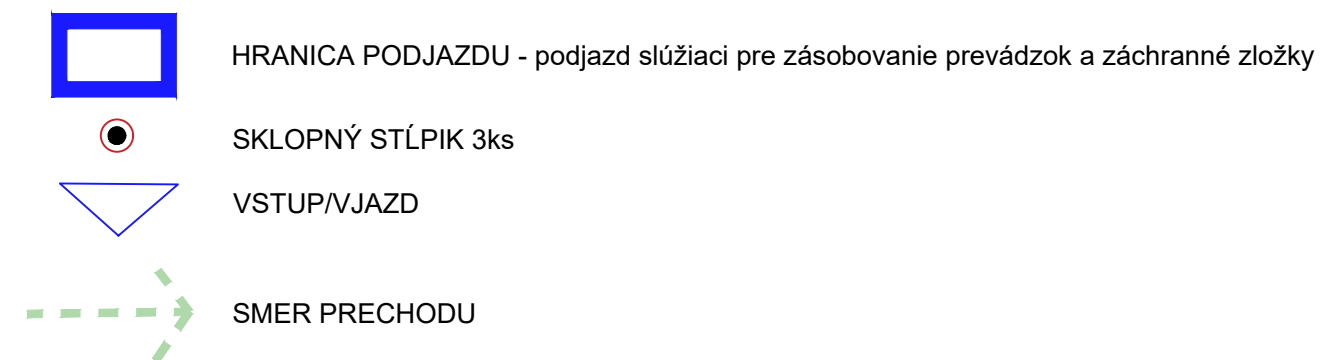 HRANICA PODJAZDU - podjazd slúžiaci pre zásobovanie prevádzok a záchranné zložky
SKLOPNÝ STĹPIK 3ks
VSTUP/VJAZD
SMER PRECHODU